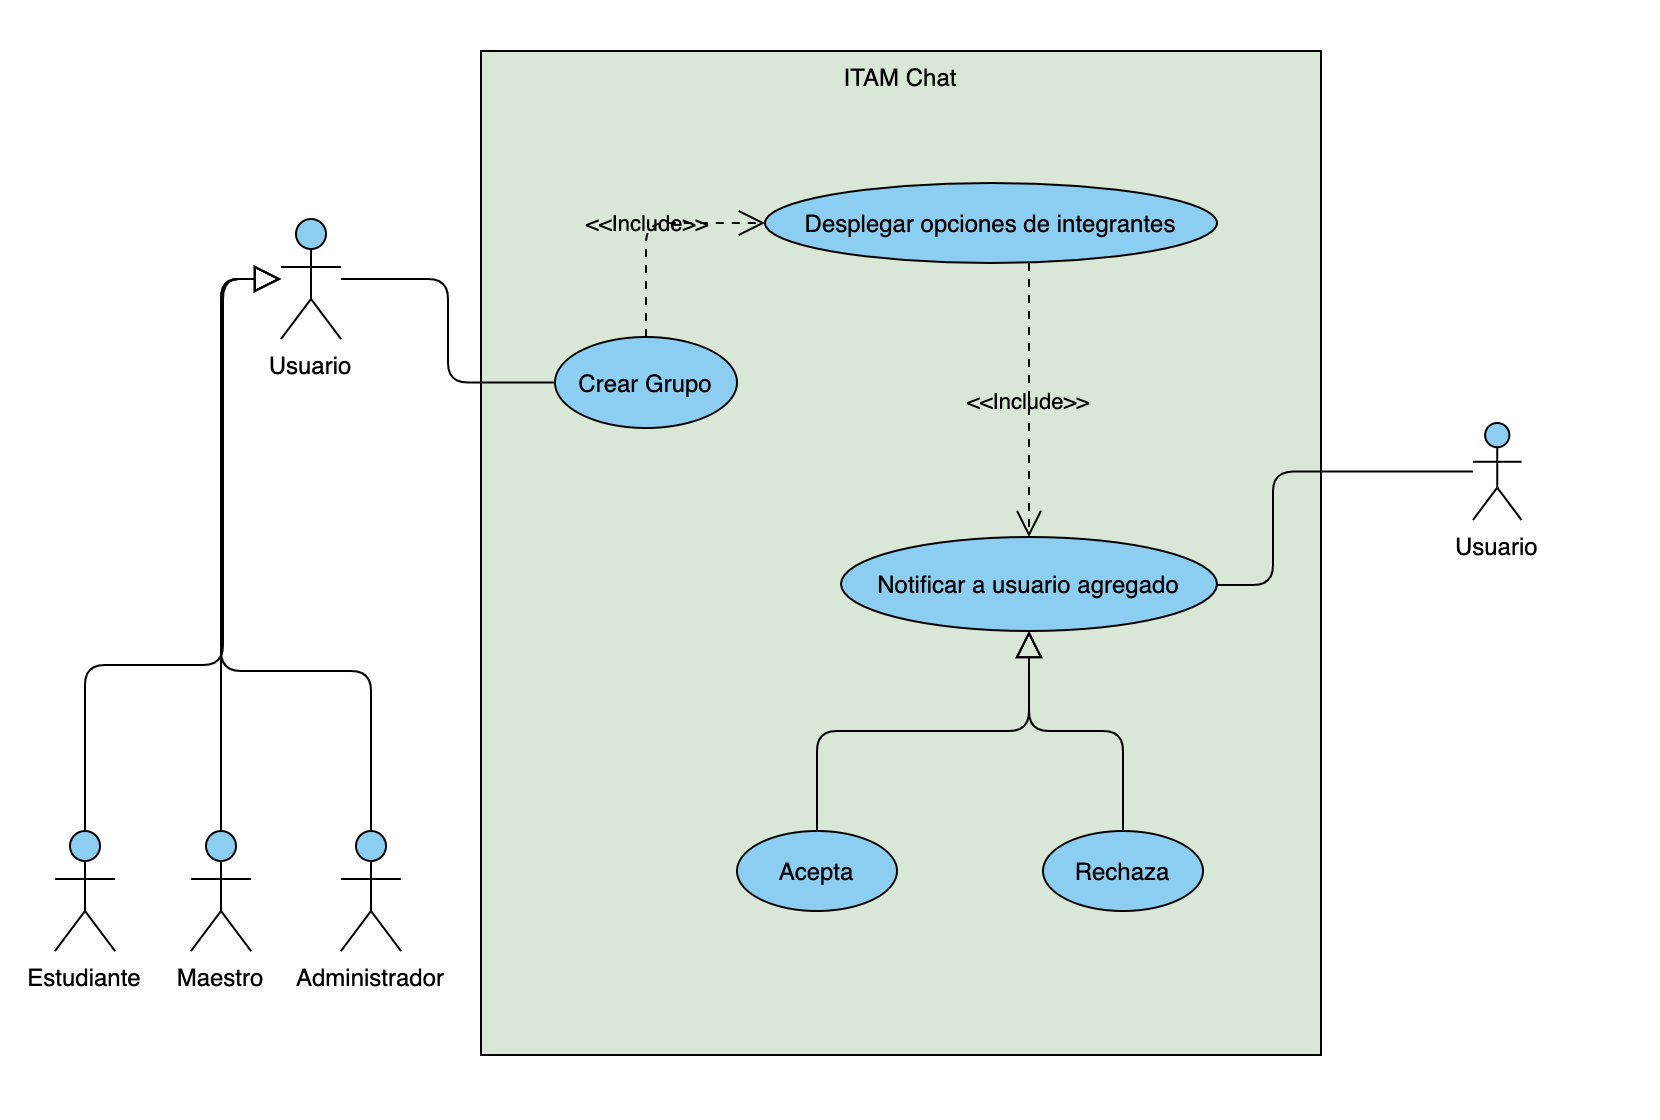 ITAM Chat
<<Include>>
Desplegar opciones de integrantes
Usuario
Crear Grupo
<<Include>>
Usuario
Notificar a usuario agregado
Acepta
Rechaza
Estudiante
Maestro
Administrador